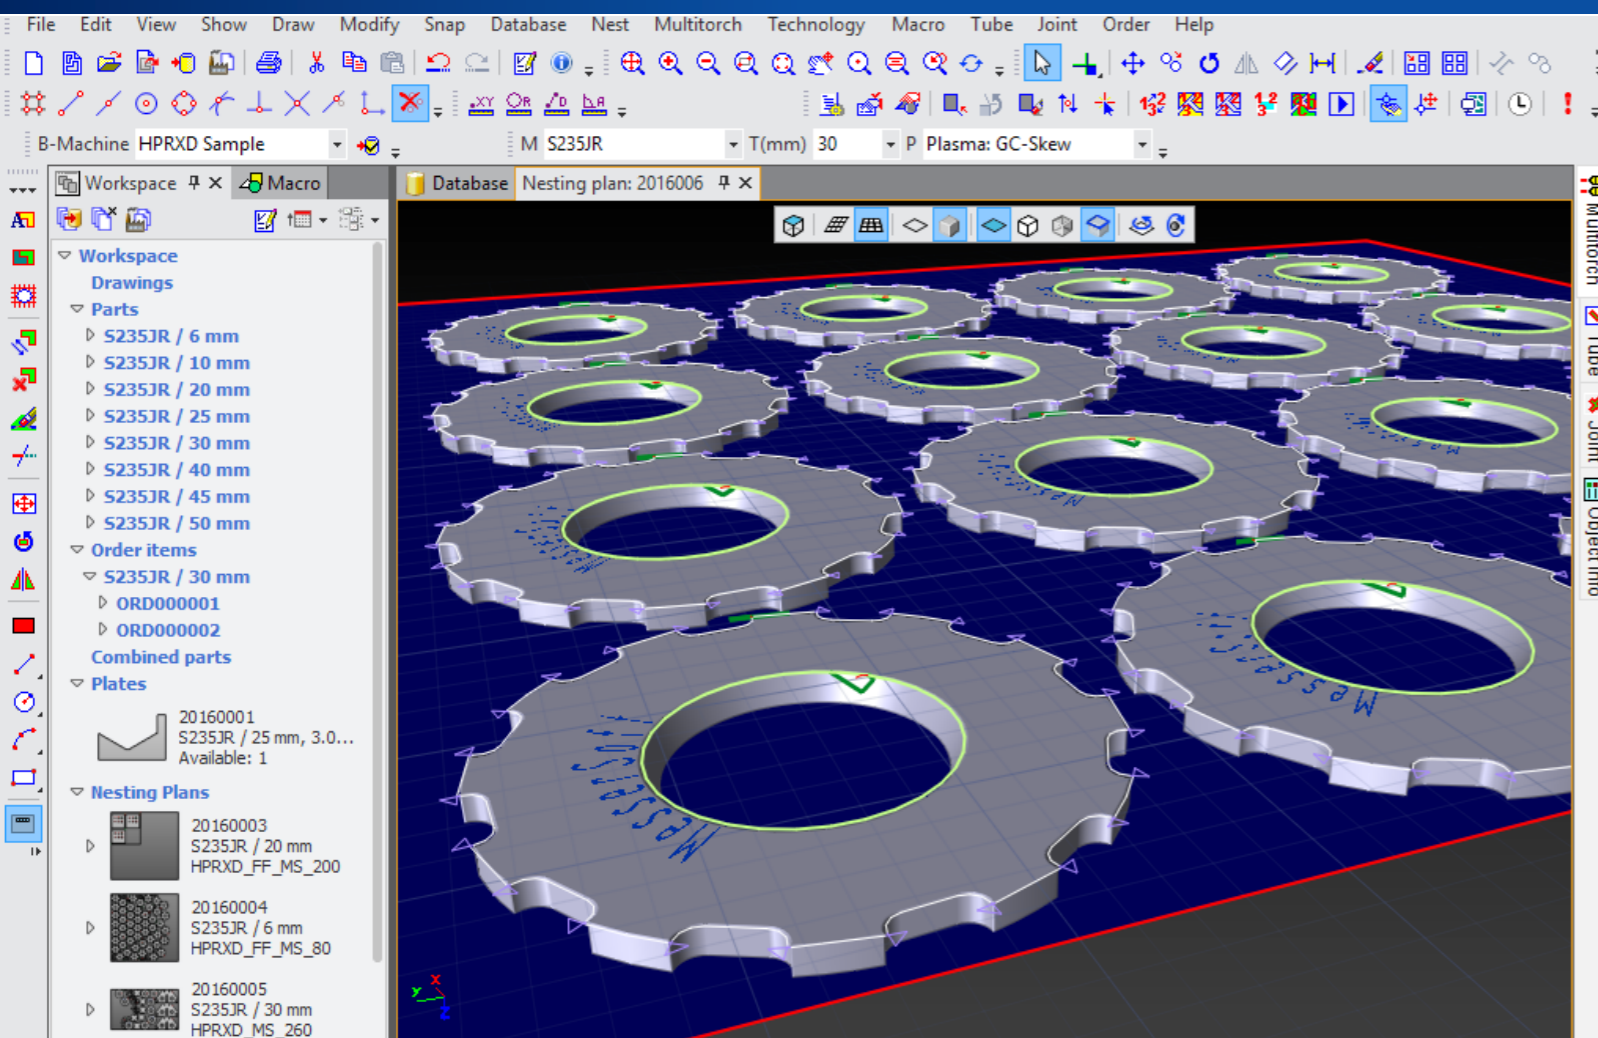 File Edit View Show Draw Modify Snap Database Nest Multitorch Technology Macro Tube Joint Order Help
B-Machine HPRXD Sample M S235JR T(mm) 30 P Plasma: GC-Skew
Workspace Macro Database Nesting plan: 2016006
Workspace
Drawings
Parts
S235JR / 6 mm
S235JR / 10 mm
S235JR / 20 mm
S235JR / 25 mm
S235JR / 30 mm
S235JR / 40 mm
S235JR / 45 mm
S235JR / 50 mm
Order items
S235JR / 30 mm
ORD000001
ORD000002
Combined parts
Plates
20160001
S235JR / 25 mm, 3.0...
Available: 1
Nesting Plans
20160003
S235JR / 20 mm
HPRXD_FF_MS_200
20160004
S235JR / 6 mm
HPRXD_FF_MS_80
20160005
S235JR / 30 mm
HPRXD_MS_260
Multitorch
Tube
Joint
Object info
X
Y
Z